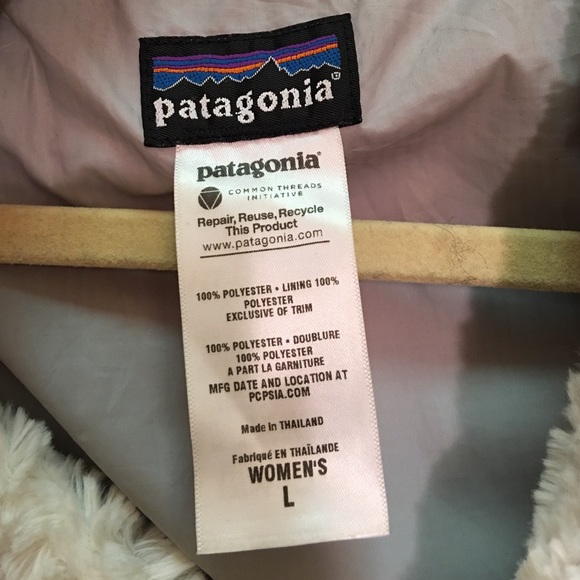 patagonia®
patagonia®
COMMON THREADS
INITIATIVE
Repair, Reuse, Recycle
This Product
www.patagonia.com
100% POLYESTER • LINING 100%
POLYESTER
EXCLUSIVE OF TRIM
100% POLYESTER • DOUBLURE
100% POLYESTER
A PART LA GARNITURE
MFG DATE AND LOCATION AT
PCPSIA.COM
Made in THAILAND
Fabriqué EN THAÏLANDE
WOMEN'S
L